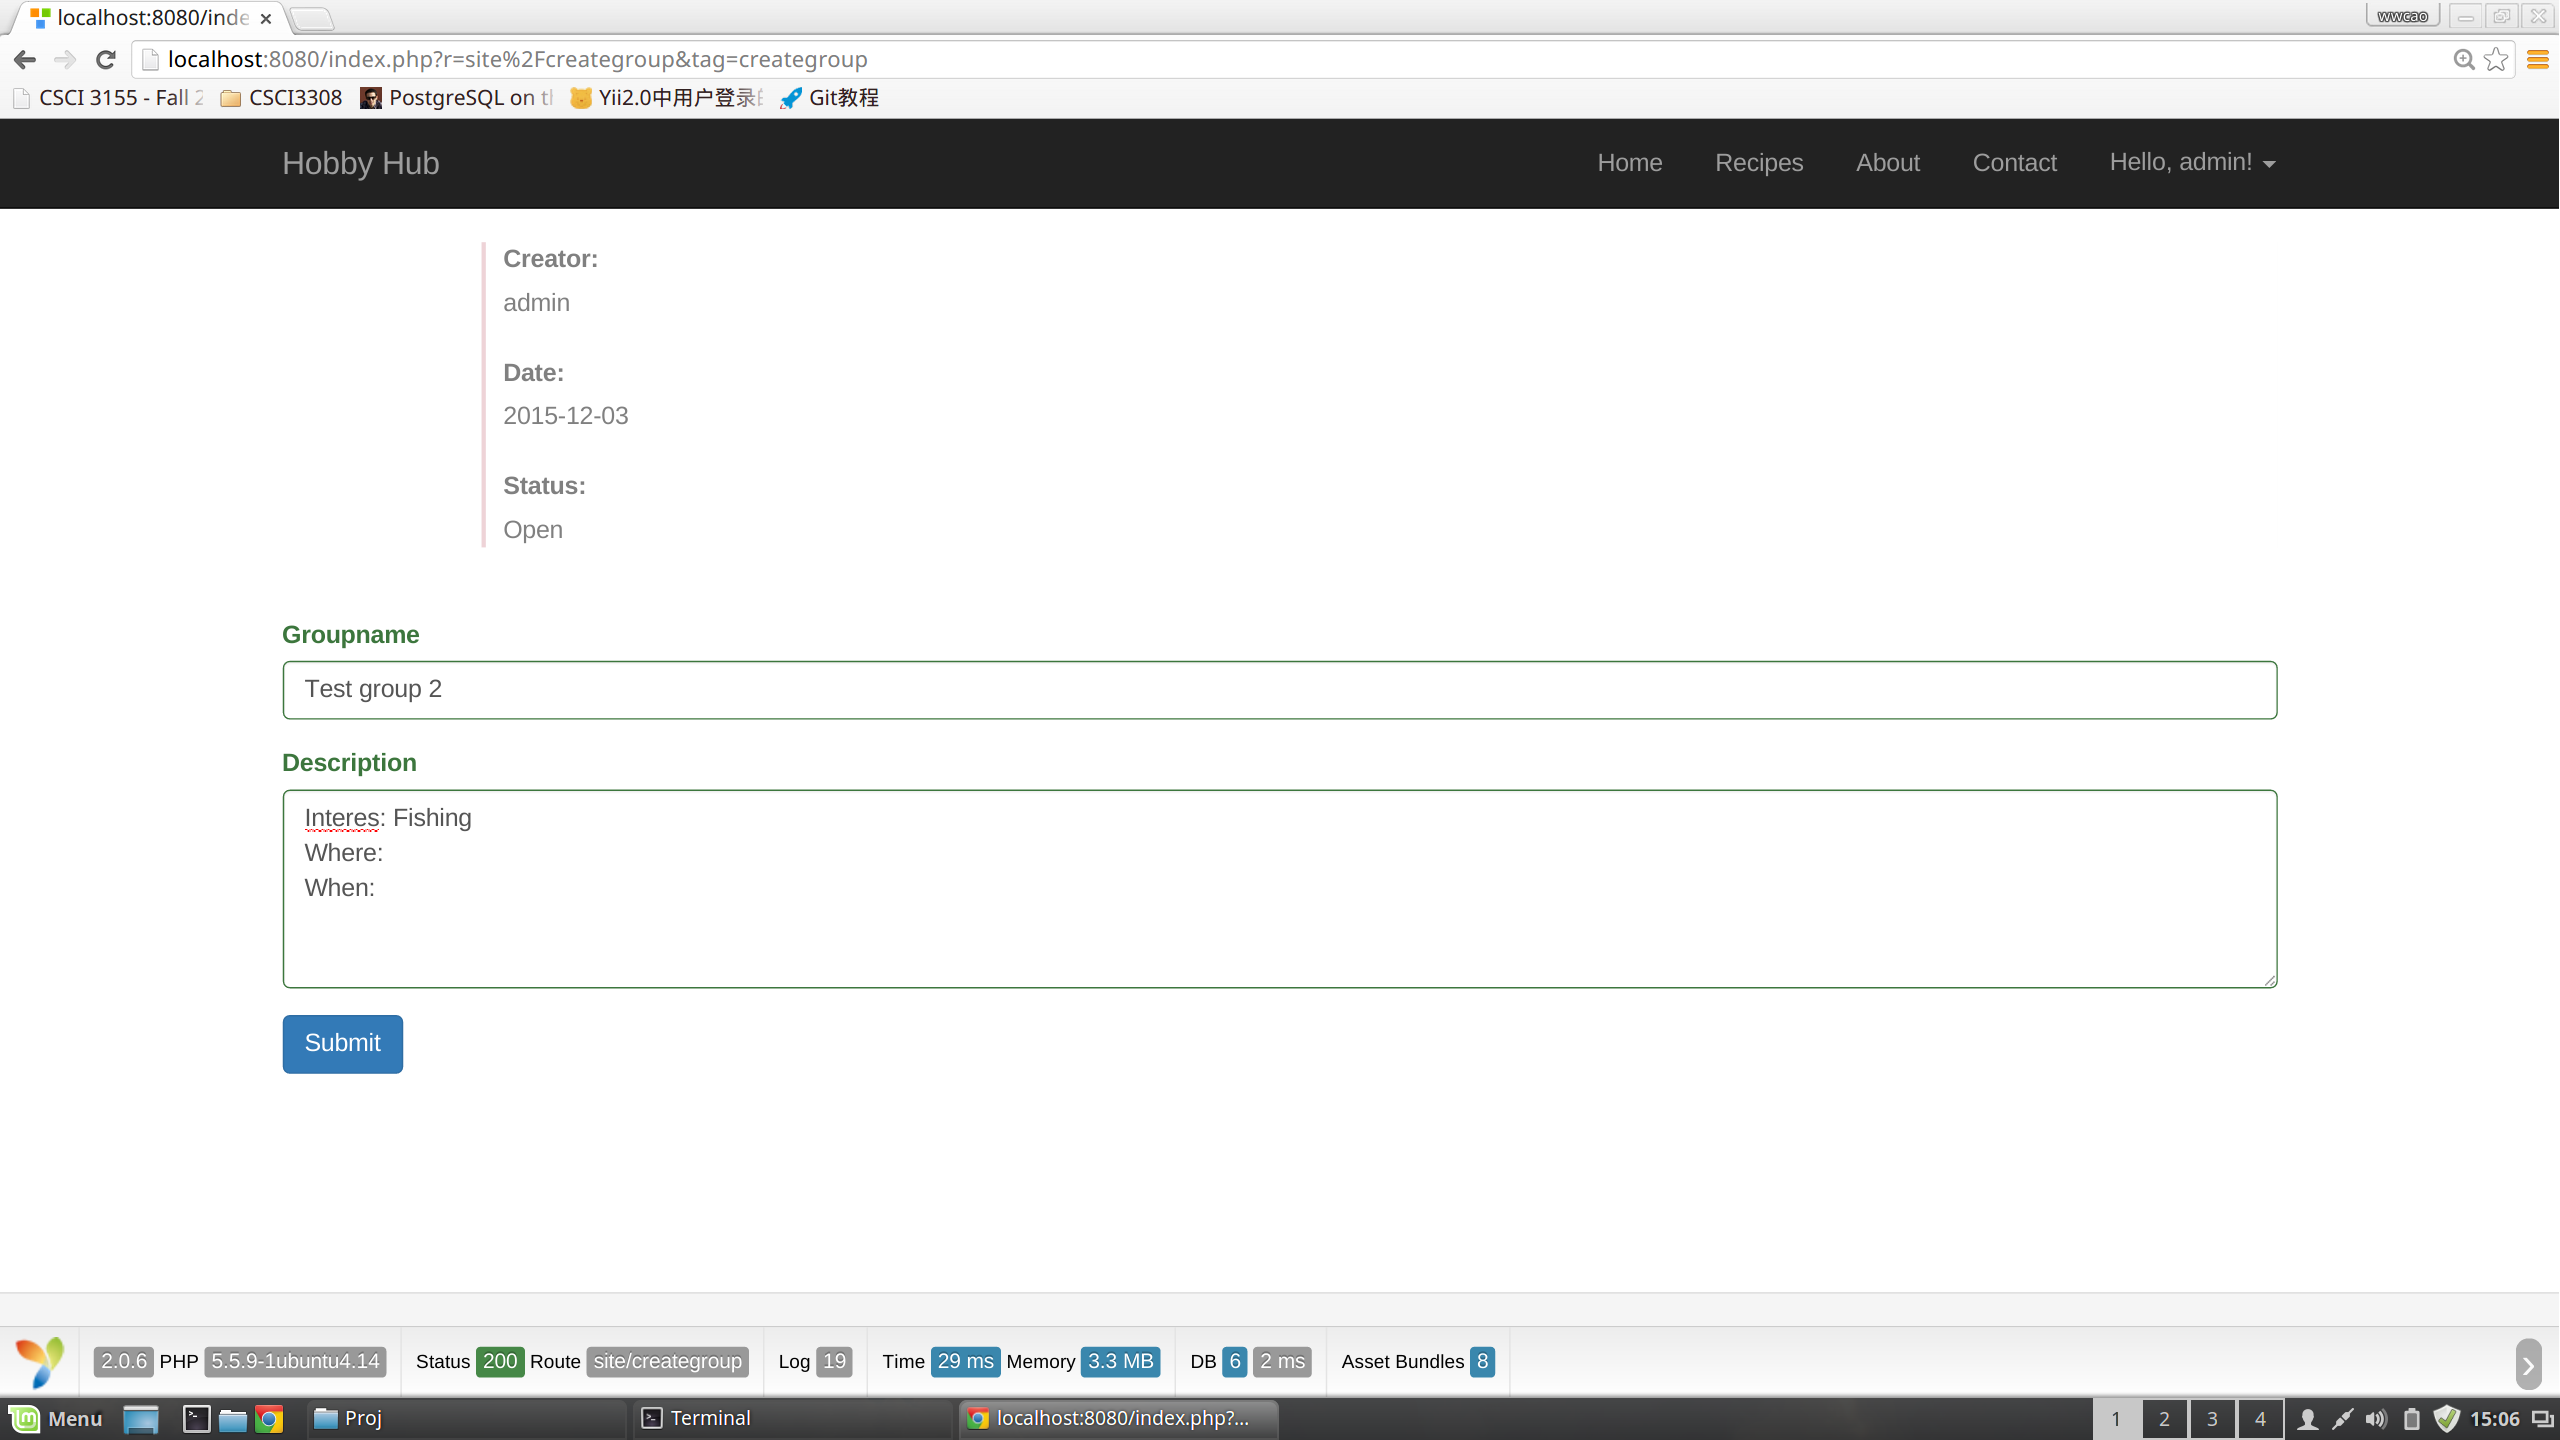 localhost:8080/inde
wwcao
localhost:8080/index.php?r=site%2Fcreategroup&tag=creategroup
CSCI 3155 - Fall 2 CSCI3308 PostgreSQL on t Yii2.0中用户登录 Git教程
Hobby Hub Home Recipes About Contact Hello, admin!
Creator:
admin
Date:
2015-12-03
Status:
Open
Groupname
Test group 2
Description
Interes: Fishing
Where:
When:
Submit
2.0.6 PHP 5.5.9-1ubuntu4.14 Status 200 Route site/creategroup Log 19 Time 29 ms Memory 3.3 MB DB 6 2 ms Asset Bundles 8
Menu Proj Terminal localhost:8080/index.php?... 1 2 3 4 15:06